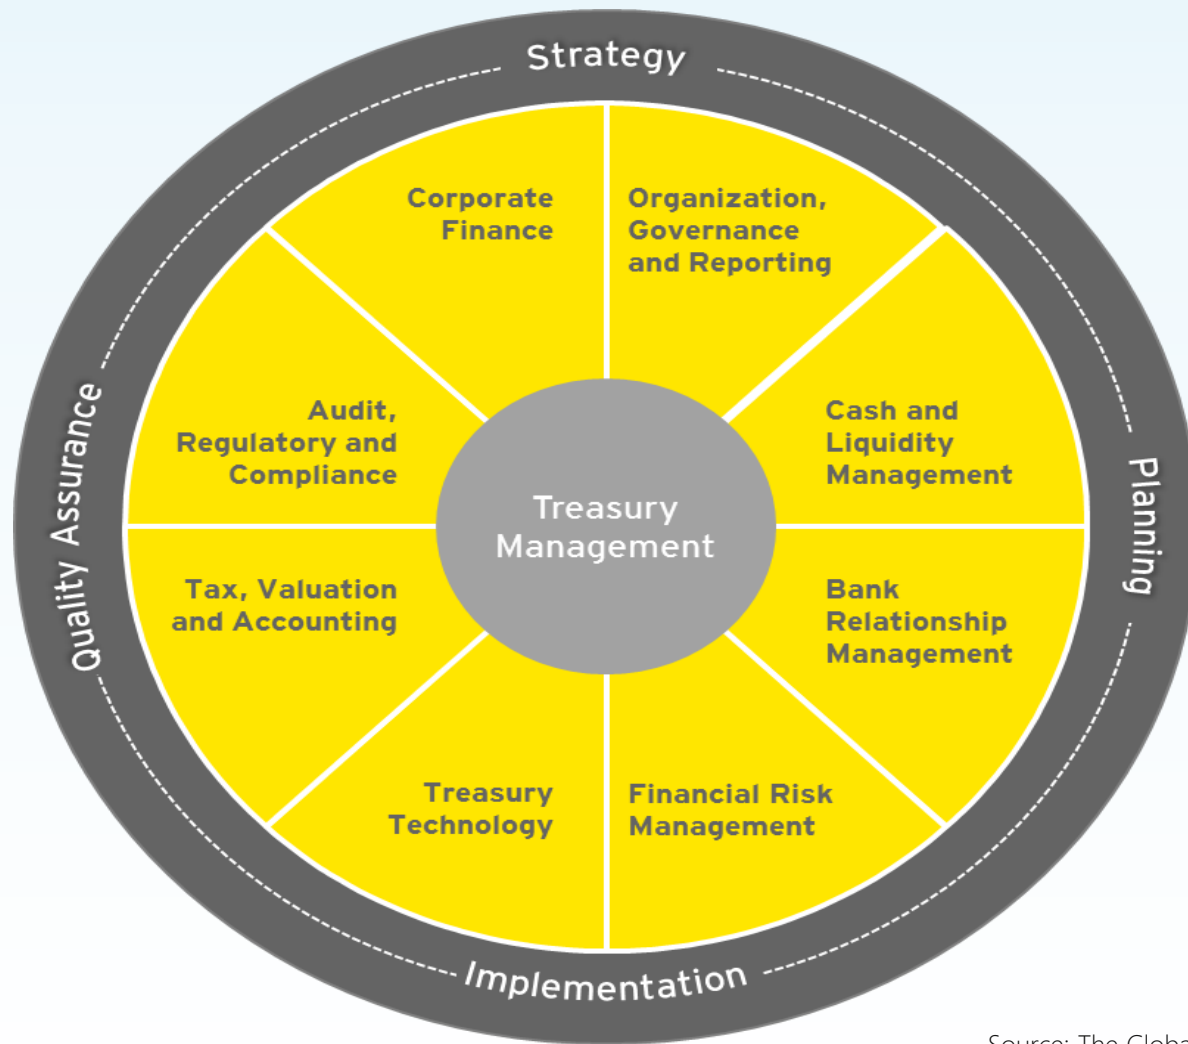 Strategy
Corporate
Finance
Organization,
Governance
and Reporting
Audit,
Regulatory and
Compliance
Cash and
Liquidity
Management
Quality Assurance
Treasury
Management
Planning
Tax, Valuation
and Accounting
Bank
Relationship
Management
Treasury
Technology
Financial Risk
Management
Implementation
Source: The Globa